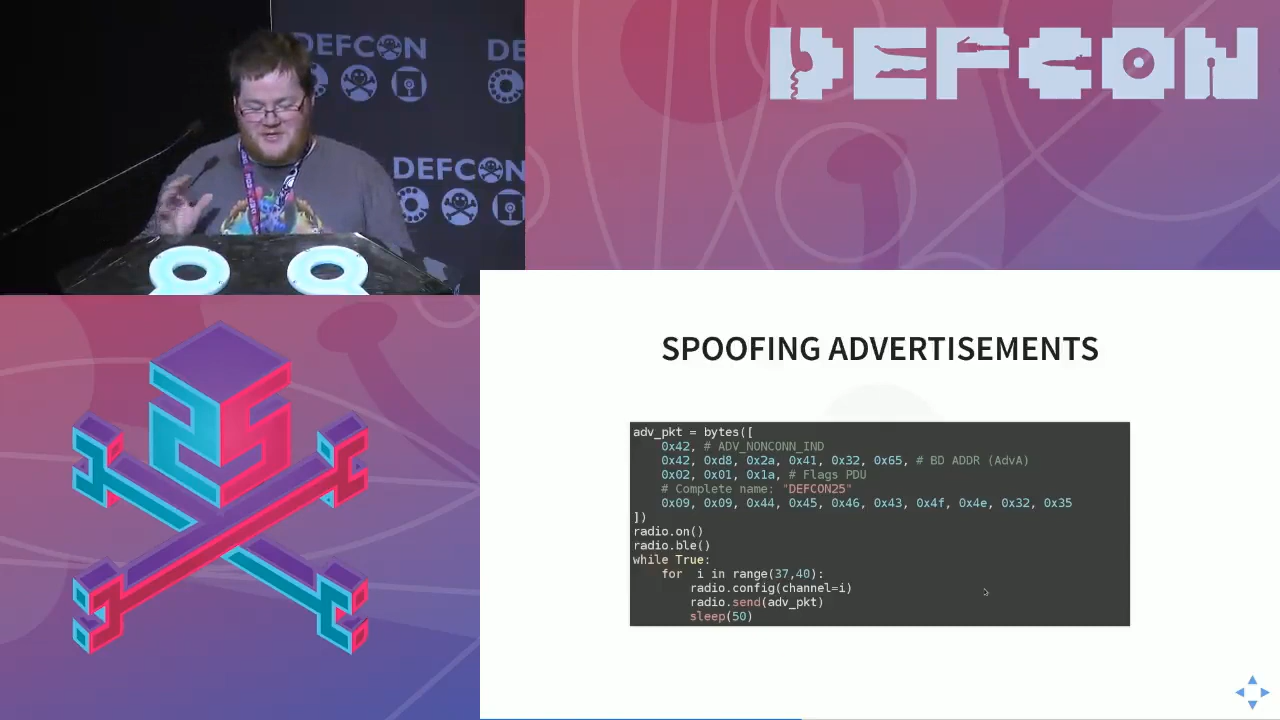 DEFCON
DEFCON
DE
DEFCON
SPOOFING ADVERTISEMENTS
adv_pkt = bytes([
0x42, # ADV_NONCONN_IND
0x42, 0xd8, 0x2a, 0x41, 0x32, 0x65, # BD ADDR (AdvA)
0x02, 0x01, 0x1a, # Flags PDU
# Complete name: "DEFCON25"
0x09, 0x09, 0x44, 0x45, 0x46, 0x43, 0x4f, 0x4e, 0x32, 0x35
])
radio.on()
radio.ble()
while True:
for i in range(37,40):
radio.config(channel=i)
radio.send(adv_pkt)
sleep(50)